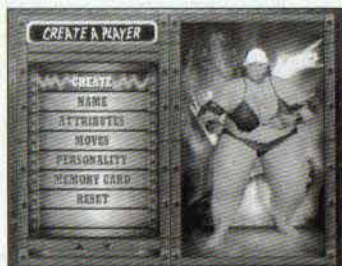 CREATE A PLAYER
CREATE
NAME
ATTRIBUTES
MOVES
PERSONALITY
MEMORY CARD
RESET